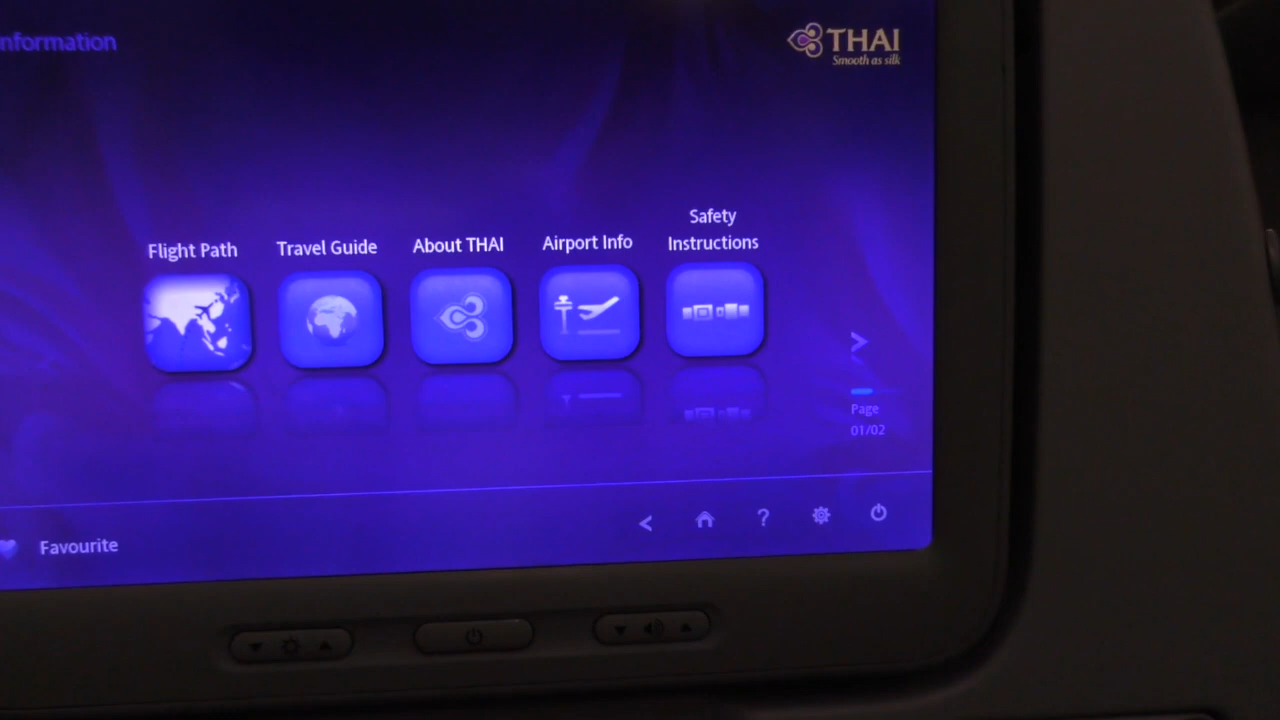 nformation
THAI
Smooth as silk
Flight Path
Travel Guide
About THAI
Airport Info
Safety
Instructions
Page
01/02
?
Favourite